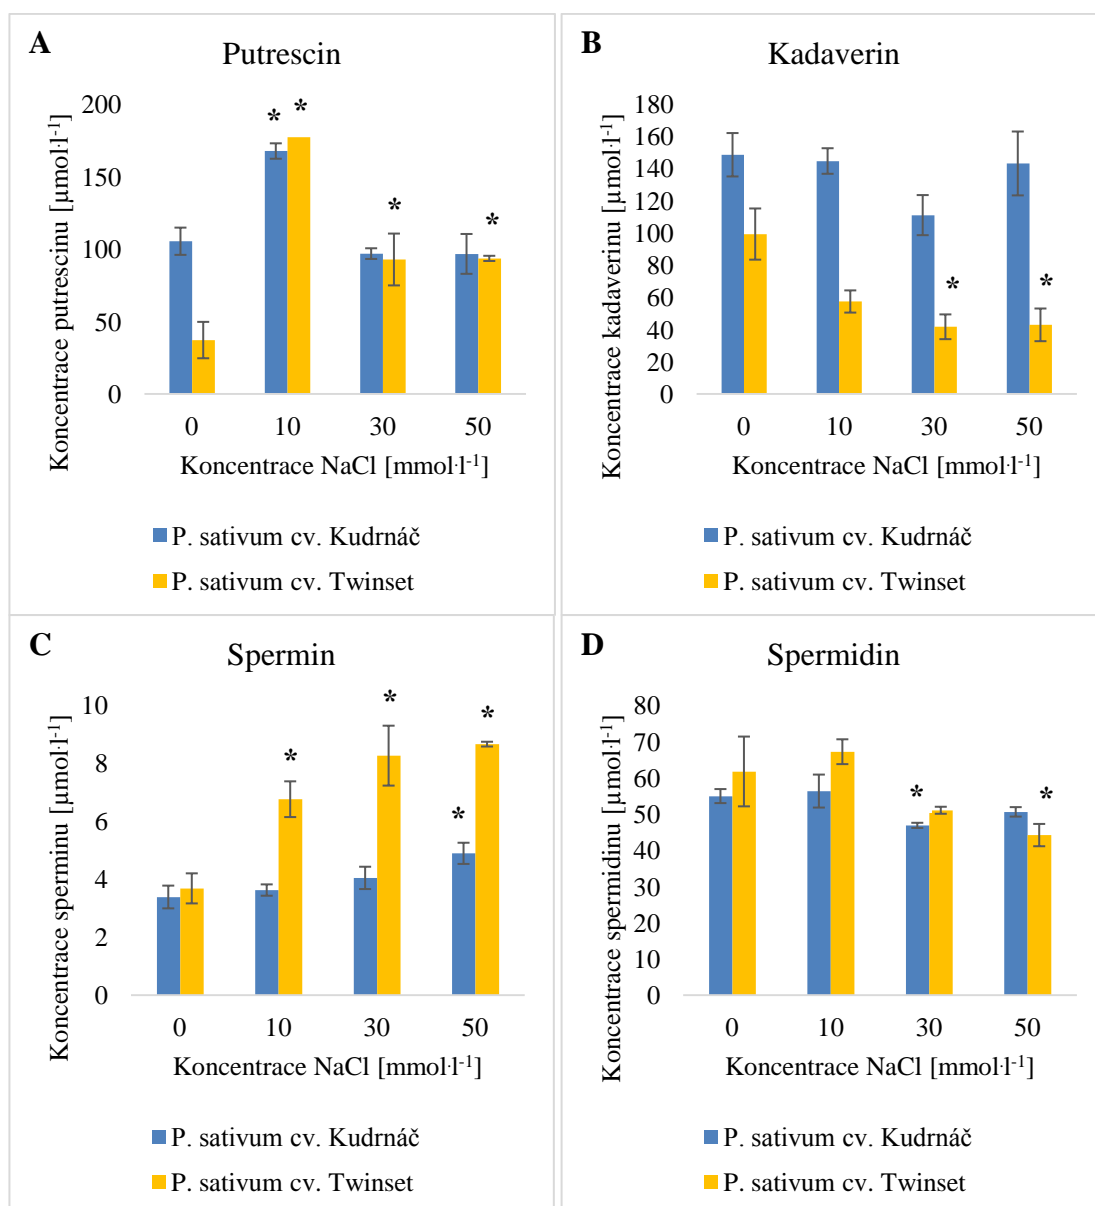 A
Putrescin
Koncentrace putrescinu [µmol·l-1]
200
150
100
50
0
* *
*
*
0 10 30 50
Koncentrace NaCl [mmol·l-1]
P. sativum cv. Kudrnáč
P. sativum cv. Twinset
B
Kadaverin
Koncentrace kadaverinu [µmol·l-1]
180
160
140
120
100
80
60
40
20
0
* *
0 10 30 50
Koncentrace NaCl [mmol·l-1]
P. sativum cv. Kudrnáč
P. sativum cv. Twinset
C
Spermin
Koncentrace sperminu [µmol·l-1]
10
8
6
4
2
0
*
*
*
*
0 10 30 50
Koncentrace NaCl [mmol·l-1]
P. sativum cv. Kudrnáč
P. sativum cv. Twinset
D
Spermidin
Koncentrace spermidinu [µmol·l-1]
80
70
60
50
40
30
20
10
0
* *
0 10 30 50
Koncentrace NaCl [mmol·l-1]
P. sativum cv. Kudrnáč
P. sativum cv. Twinset